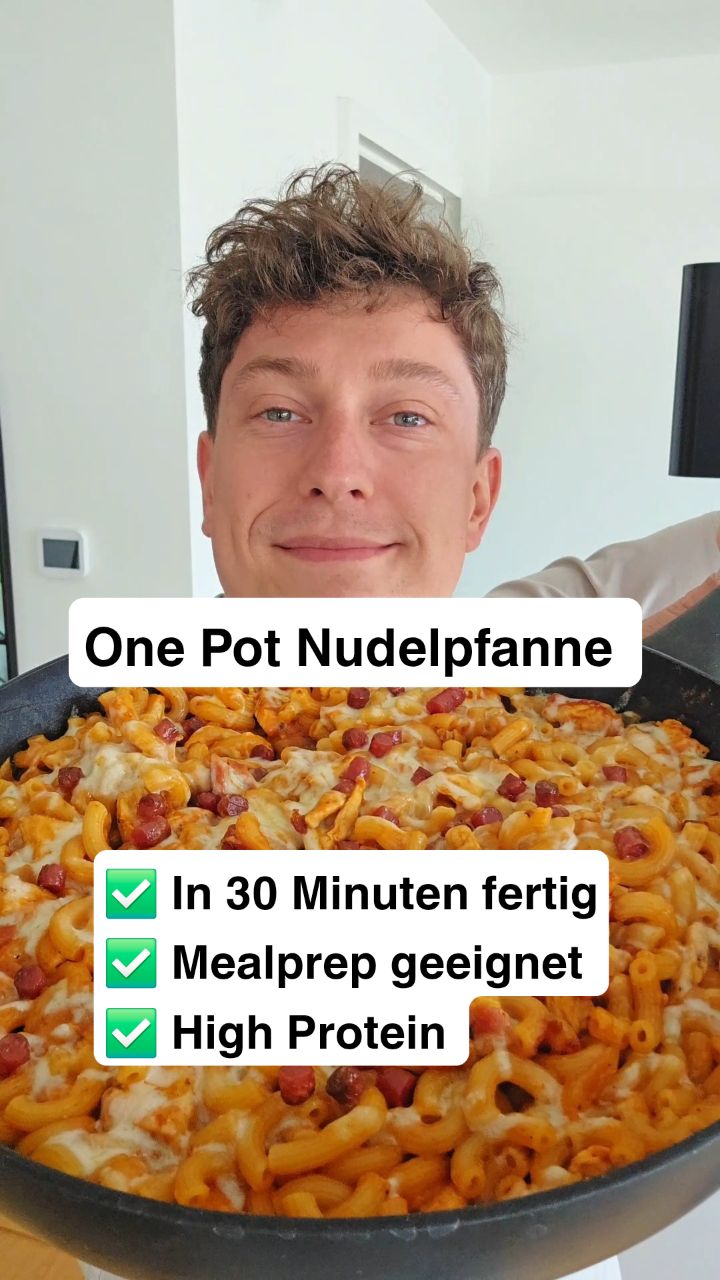 One Pot Nudelpfanne
✅ In 30 Minuten fertig
✅ Mealprep geeignet
✅ High Protein